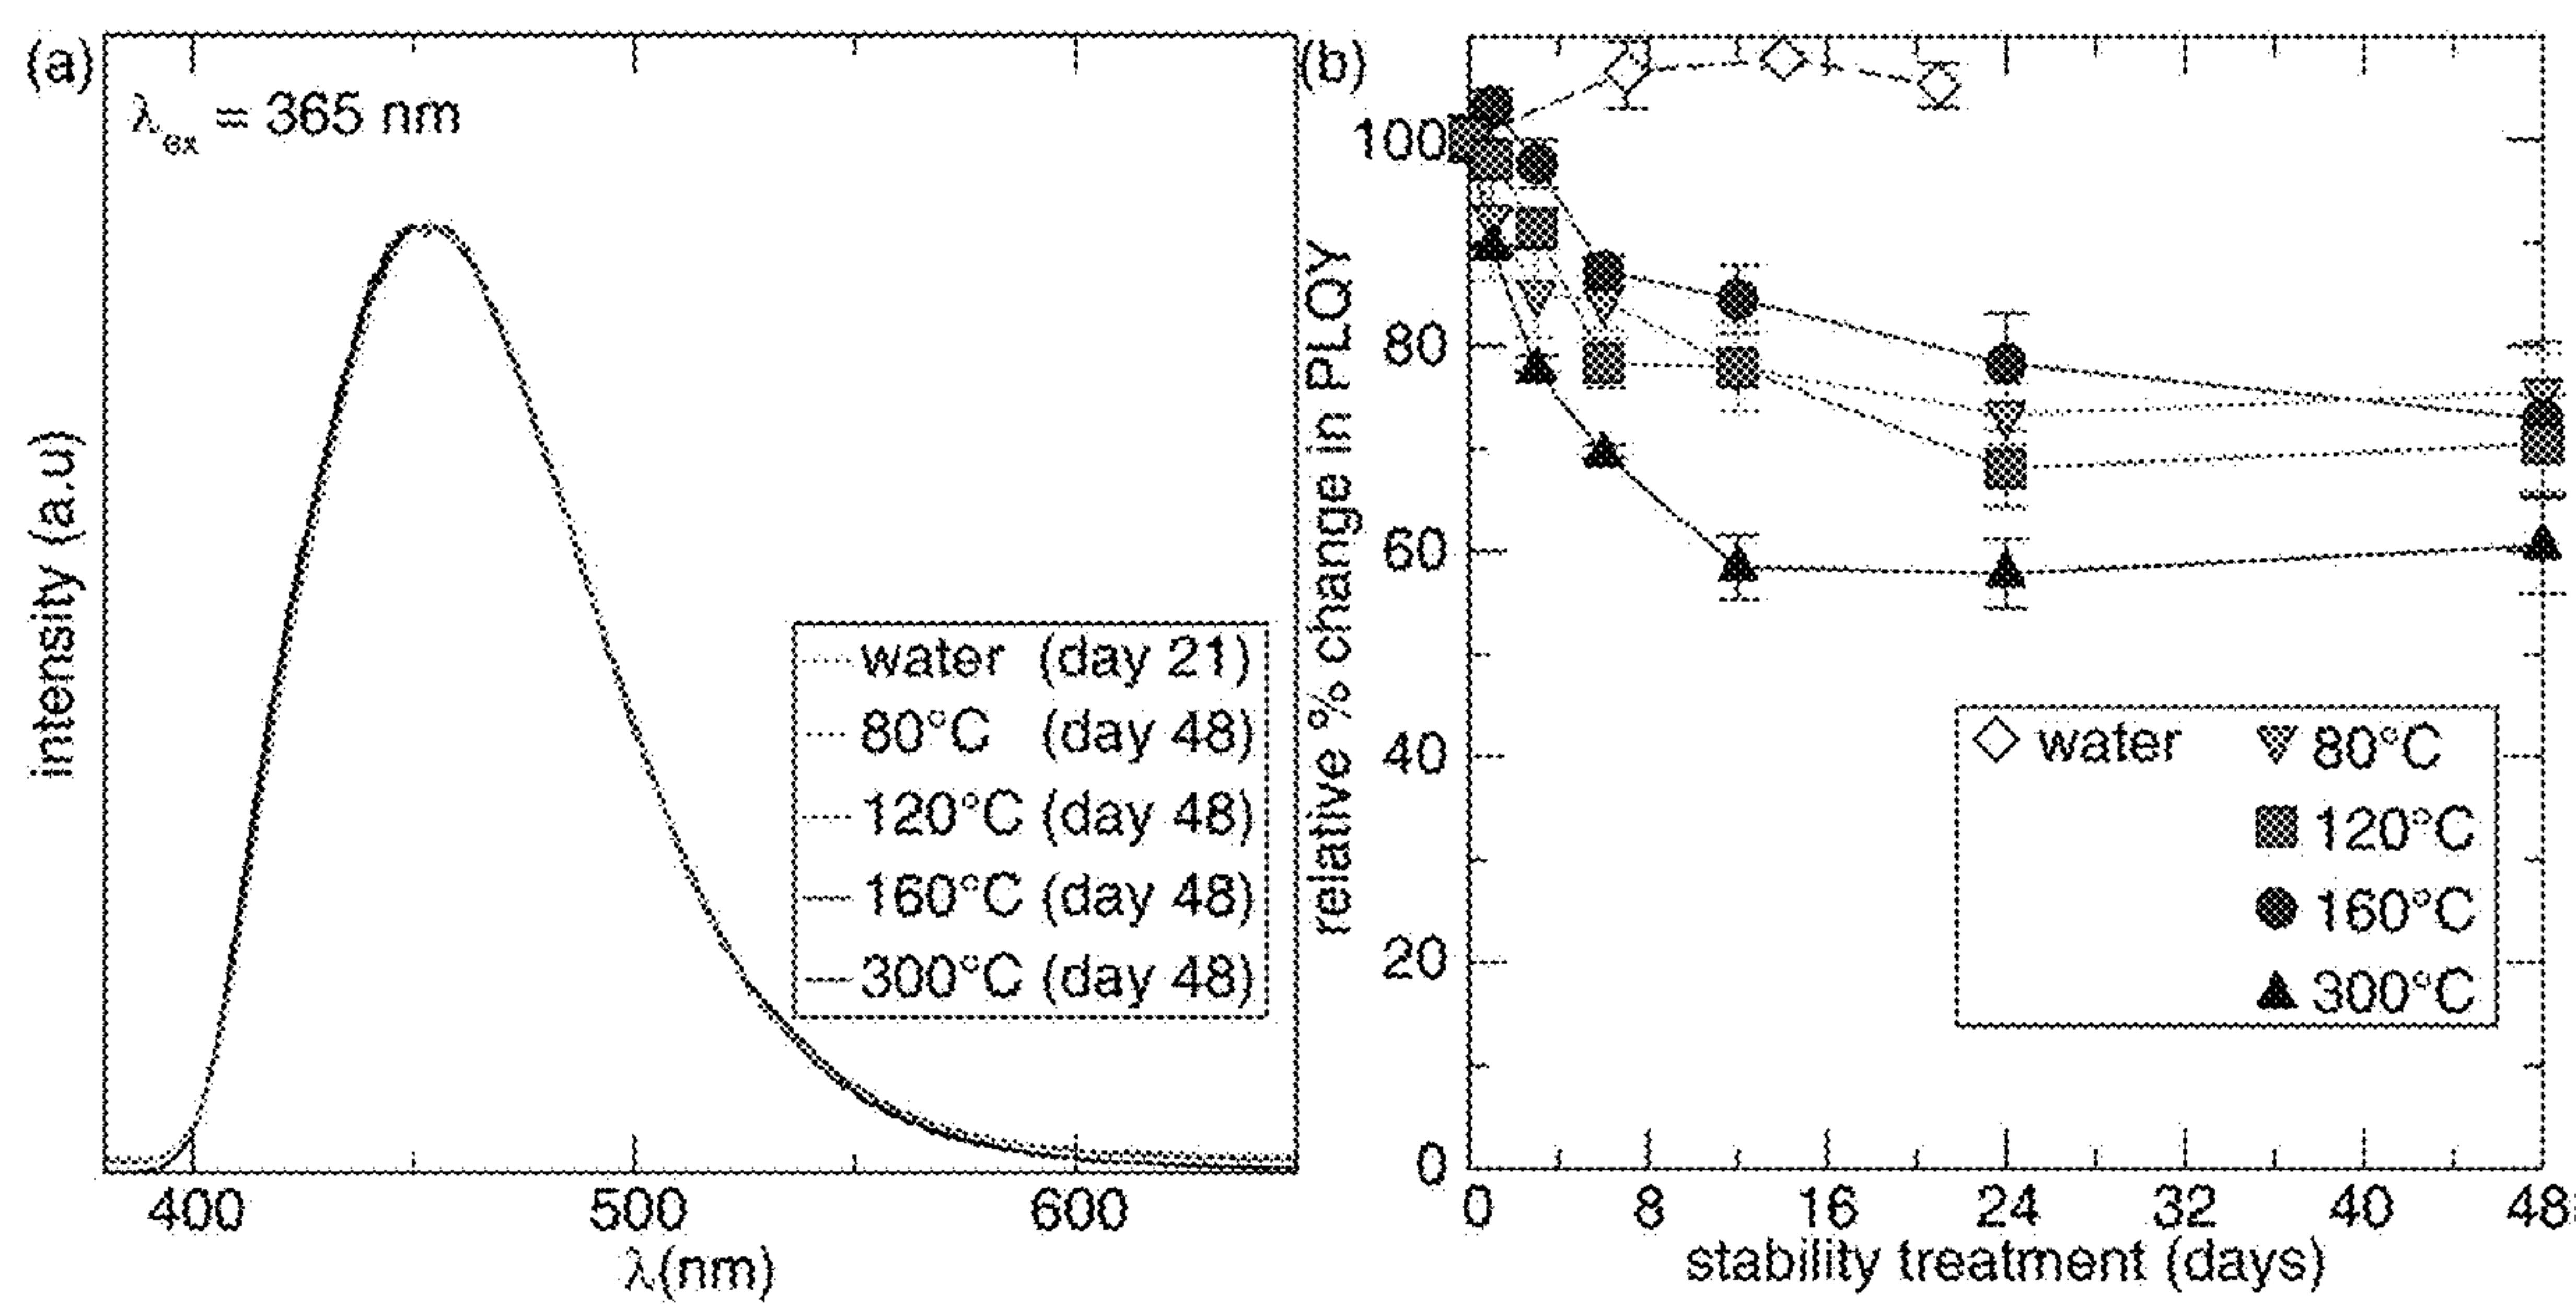 (a)
λex = 365 nm
intensity (a.u)
water (day 21)
80°C (day 48)
120°C (day 48)
160°C (day 48)
300°C (day 48)
400 500 600
λ(nm)
(b)
relative % change in PLQY
100
80
60
40
20
0
water 80°C
120°C
160°C
300°C
0 8 16 24 32 40 48
stability treatment (days)